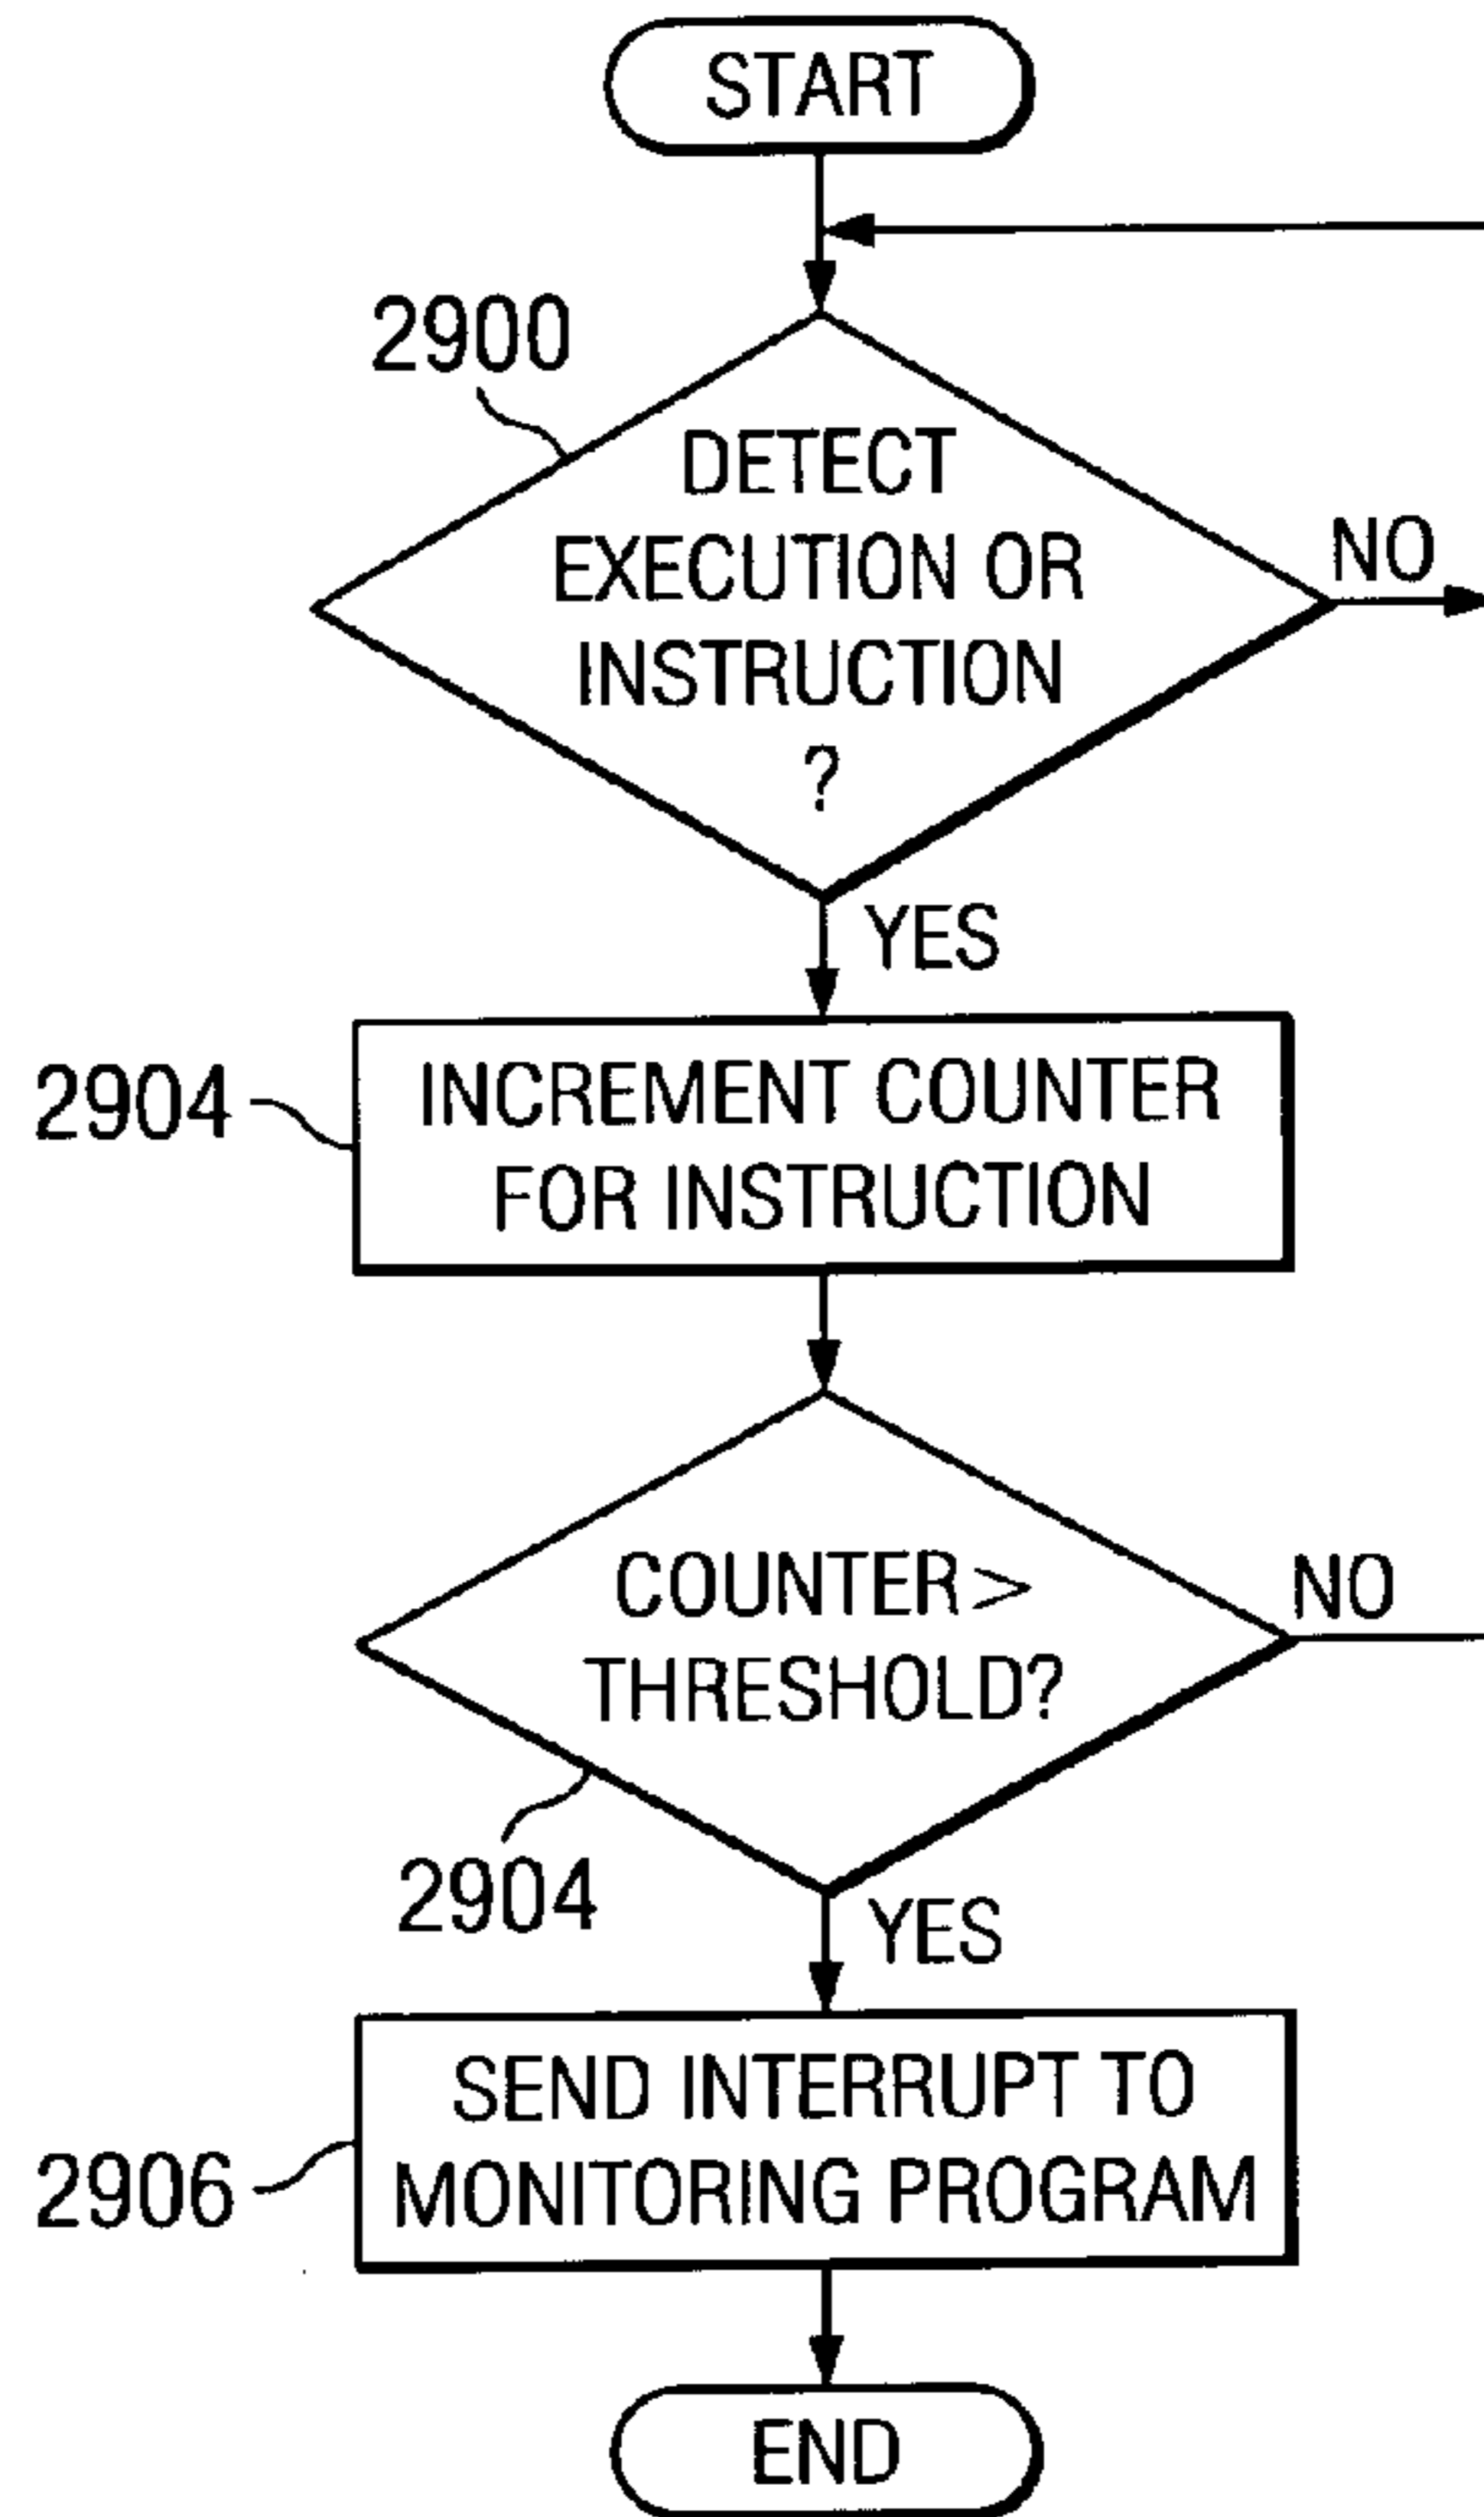 START
2900
DETECT
EXECUTION OR
INSTRUCTION
?
NO
YES
2904
INCREMENT COUNTER
FOR INSTRUCTION
COUNTER >
THRESHOLD?
NO
2904
YES
SEND INTERRUPT TO
MONITORING PROGRAM
2906
END